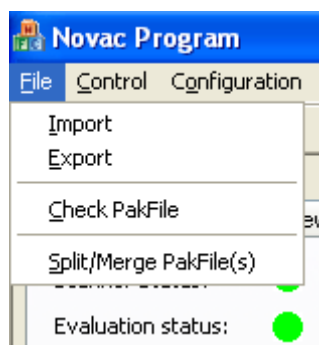 Novac Program
File Control Configuration
Import
Export
Check PakFile
Split/Merge PakFile(s)
Evaluation status: